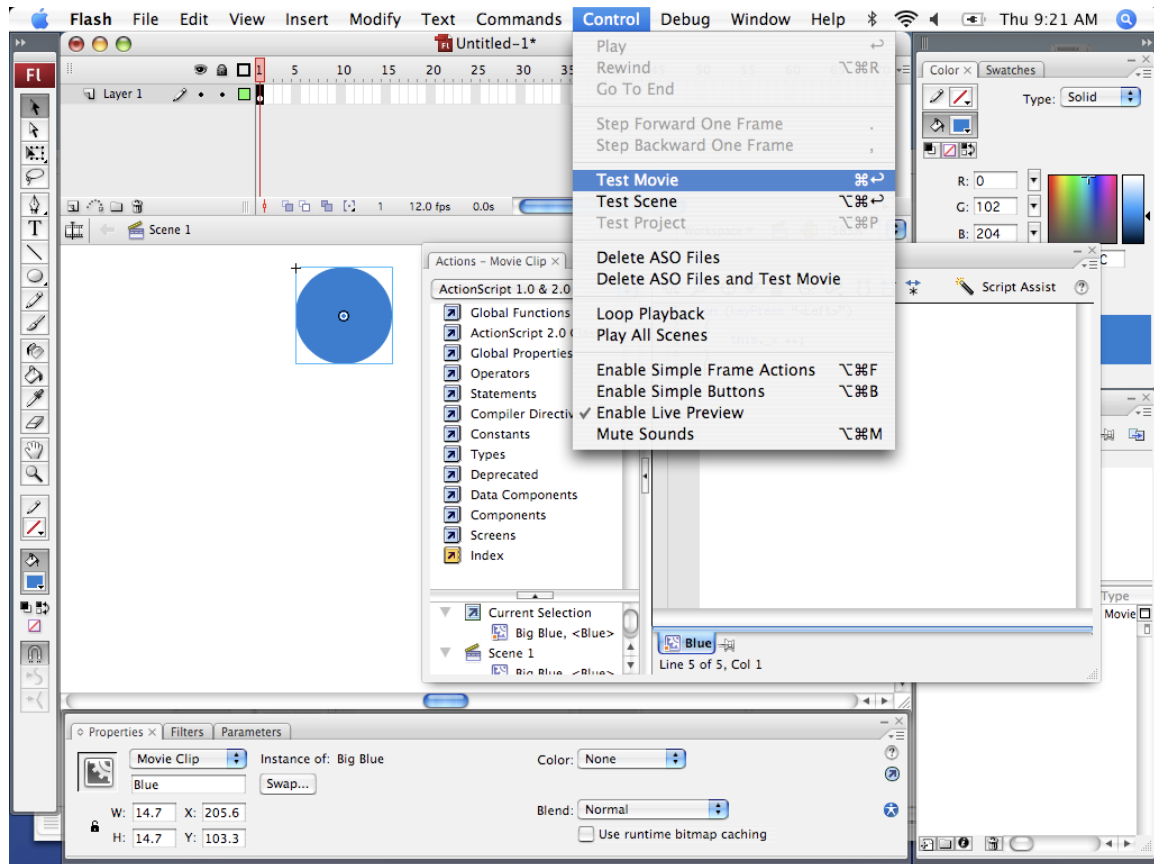 Flash File Edit View Insert Modify Text Commands Control Debug Window Help Thu 9:21 AM
Untitled-1*
Fl
1 5 10 15 20 25 30 35
Layer 1
1 12.0 fps 0.0s
Scene 1
Play
Rewind ⌥⌘R
Go To End
Step Forward One Frame .
Step Backward One Frame ,
Test Movie ⌘↩
Test Scene ⌥⌘↩
Test Project ⌥⌘P
Delete ASO Files
Delete ASO Files and Test Movie
Loop Playback
Play All Scenes
Enable Simple Frame Actions ⌥⌘F
Enable Simple Buttons ⌥⌘B
✓ Enable Live Preview
Mute Sounds ⌥⌘M
Color × Swatches
Type: Solid
R: 0
G: 102
B: 204
C
Actions – Movie Clip ×
ActionScript 1.0 & 2.0
Script Assist
Global Functions
ActionScript 2.0
Global Properties
Operators
Statements
Compiler Directiv
Constants
Types
Deprecated
Data Components
Components
Screens
Index
Current Selection
Big Blue, <Blue>
Scene 1
Big Blue, <Blue>
Blue
Line 5 of 5, Col 1
Type
Movie
Properties × Filters Parameters
Movie Clip Instance of: Big Blue Color: None
Blue Swap...
W: 14.7 X: 205.6 Blend: Normal
H: 14.7 Y: 103.3 Use runtime bitmap caching